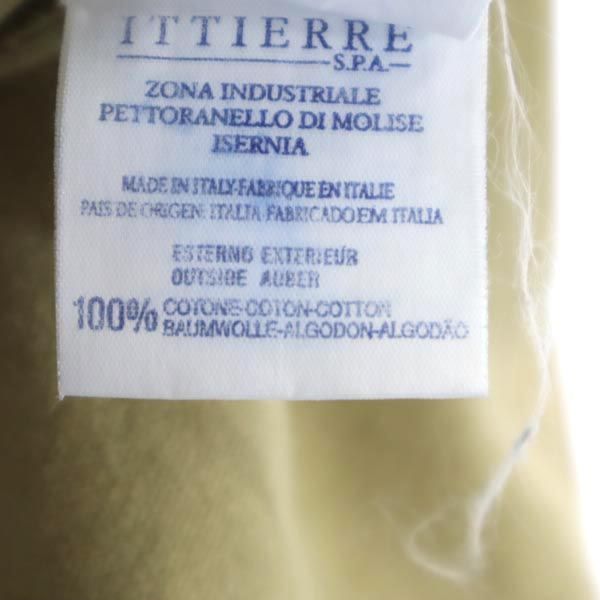 ITTIERRE
S.P.A.
ZONA INDUSTRIALE
PETTORANELLO DI MOLISE
ISERNIA
MADE IN ITALY-FABRIQUE EN ITALIE
PAIS DE ORIGEN: ITALIA-FABRICADO EM ITALIA
ESTERNO EXTERIEUR
OUTSIDE AUBER
100% COTONE-COTON-COTTON
BAUMWOLLE-ALGODON-ALGODÃO